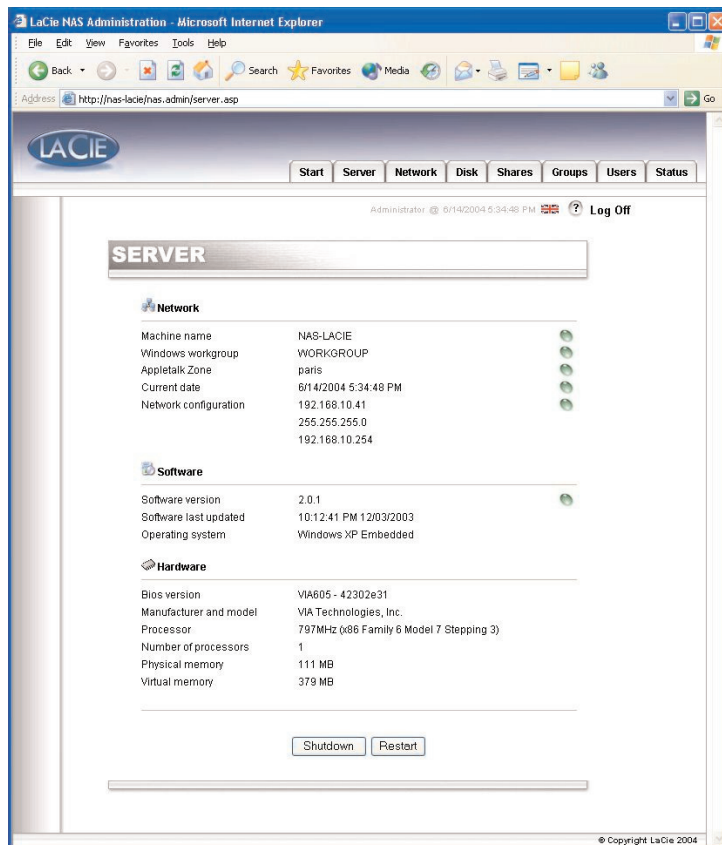 LaCie NAS Administration - Microsoft Internet Explorer
File Edit View Favorites Tools Help
Back Search Favorites Media
Address http://nas-lacie/nas.admin/server.asp Go
LACIE
Start Server Network Disk Shares Groups Users Status
Administrator @ 6/14/2004 5:34:48 PM ? Log Off
SERVER
Network
Machine name NAS-LACIE
Windows workgroup WORKGROUP
Appletalk Zone paris
Current date 6/14/2004 5:34:48 PM
Network configuration 192.168.10.41
255.255.255.0
192.168.10.254
Software
Software version 2.0.1
Software last updated 10:12:41 PM 12/03/2003
Operating system Windows XP Embedded
Hardware
Bios version VIA605 - 42302e31
Manufacturer and model VIA Technologies, Inc.
Processor 797MHz (x86 Family 6 Model 7 Stepping 3)
Number of processors 1
Physical memory 111 MB
Virtual memory 379 MB
Shutdown Restart
© Copyright LaCie 2004